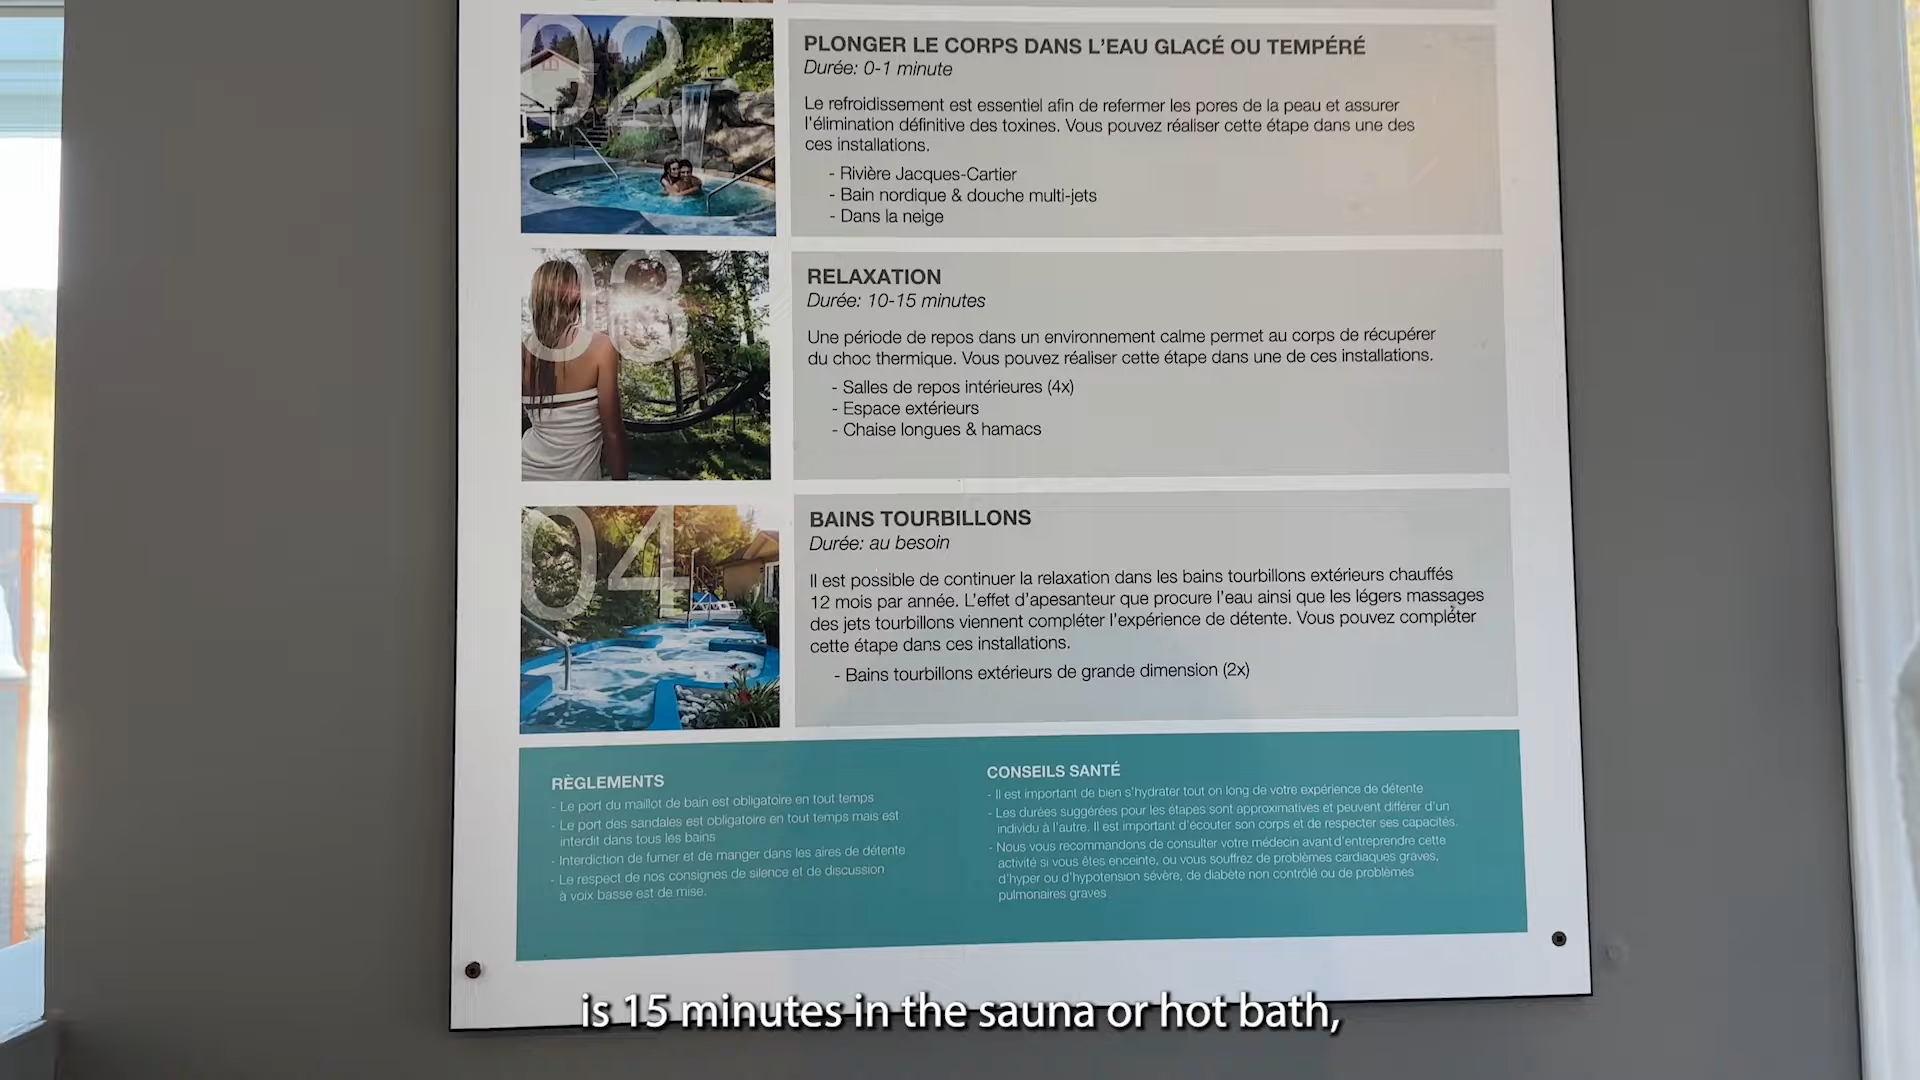 02
PLONGER LE CORPS DANS L'EAU GLACÉ OU TEMPÉRÉ
Durée: 0-1 minute
Le refroidissement est essentiel afin de refermer les pores de la peau et assurer
l'élimination définitive des toxines. Vous pouvez réaliser cette étape dans une des
ces installations.
- Rivière Jacques-Cartier
- Bain nordique & douche multi-jets
- Dans la neige
03
RELAXATION
Durée: 10-15 minutes
Une période de repos dans un environnement calme permet au corps de récupérer
du choc thermique. Vous pouvez réaliser cette étape dans une de ces installations.
- Salles de repos intérieures (4x)
- Espace extérieurs
- Chaise longues & hamacs
04
BAINS TOURBILLONS
Durée: au besoin
Il est possible de continuer la relaxation dans les bains tourbillons extérieurs chauffés
12 mois par année. L'effet d'apesanteur que procure l'eau ainsi que les légers massages
des jets tourbillons viennent compléter l'expérience de détente. Vous pouvez compléter
cette étape dans ces installations.
- Bains tourbillons extérieurs de grande dimension (2x)
RÈGLEMENTS
- Le port du maillot de bain est obligatoire en tout temps
- Le port des sandales est obligatoire en tout temps mais est
interdit dans tous les bains
- Interdiction de fumer et de manger dans les aires de détente
- Le respect de nos consignes de silence et de discussion
à voix basse est de mise.
CONSEILS SANTÉ
- Il est important de bien s'hydrater tout on long de votre expérience de détente
- Les durées suggérées pour les étapes sont approximatives et peuvent différer d'un
individu à l'autre. Il est important d'écouter son corps et de respecter ses capacités.
- Nous vous recommandons de consulter votre médecin avant d'entreprendre cette
activité si vous êtes enceinte, ou vous souffrez de problèmes cardiaques graves,
d'hyper ou d'hypotension sévère, de diabète non contrôlé ou de problèmes
pulmonaires graves
is 15 minutes in the sauna or hot bath,